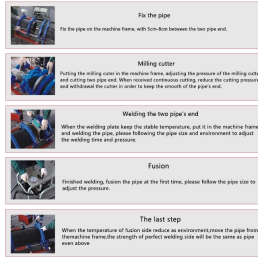 Fix the pipe
Fix the pipe on the machine frame, with 5cm-8cm between the two pipe end.
Milling cutter
Putting the milling cuter in the machine frame, adjusting the pressure of the milling cutte
and cutting two pipe end. When received continuous cutting, reduce the cutting pressure
and withdrawal the cutter in order to keep the smooth of the pipe's end.
Welding the two pipe's end
When the welding plate keep the stable temperature, put it in the machine frame
and welding the pipe, please following the pipe size and environment to adjust
the welding time and pressure.
Fusion
Finished welding, fusion the pipe at the first time, please follow the pipe size to
adjust the pressure.
The last step
When the temperature of fusion side reduce as environment,move the pipe from
themachine frame,the strength of perfect welding side will be the same as pipe
even above